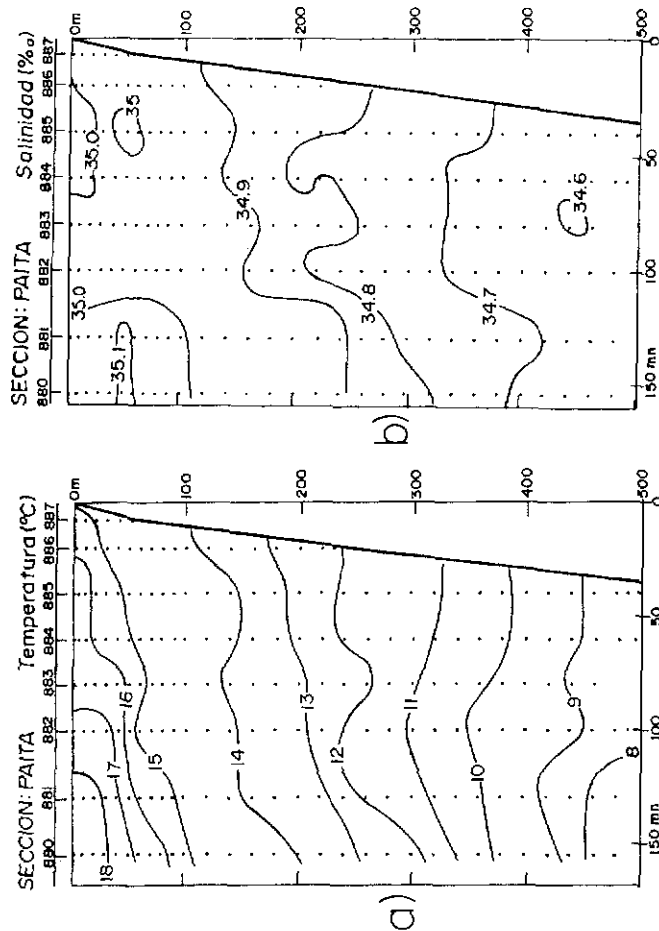 SECCION: PAITA Temperatura (ºC)
880 881 882 883 884 885 886 887
0m
100
200
300
400
500
18
17
16
15
14
13
12
11
10
9
8
150 mn 100 50 0
a)
SECCION: PAITA Salinidad (‰)
880 881 882 883 884 885 886 887
0m
100
200
300
400
500
35.0
35.1
35.0
35
34.9
34.8
34.7
34.6
150 mn 100 50 0
b)